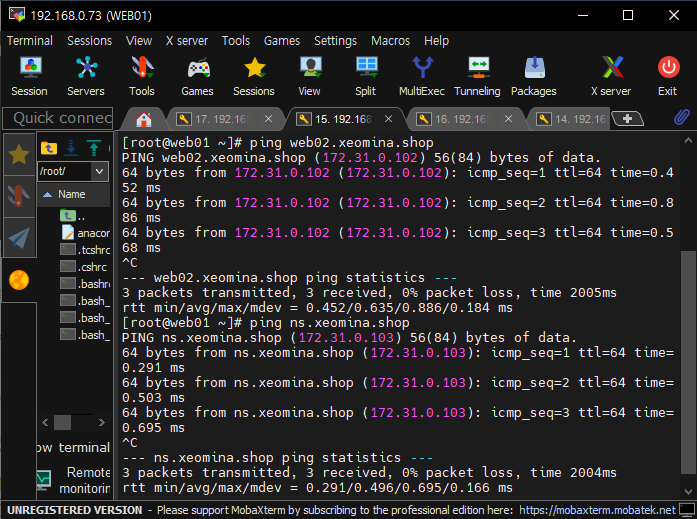 192.168.0.73 (WEB01)
Terminal Sessions View X server Tools Games Settings Macros Help
Session Servers Tools Games Sessions View Split MultiExec Tunneling Packages X server Exit
Quick connec
17. 192.168
15. 192.168
16. 192.168
14. 192.168
/root/
Name
..
anacon
.tcshrc
.cshrc
.bashrc
.bash_
.bash_
.bash_
ow terminal
Remote
monitorin
[root@web01 ~]# ping web02.xeomina.shop
PING web02.xeomina.shop (172.31.0.102) 56(84) bytes of data.
64 bytes from 172.31.0.102 (172.31.0.102): icmp_seq=1 ttl=64 time=0.4
52 ms
64 bytes from 172.31.0.102 (172.31.0.102): icmp_seq=2 ttl=64 time=0.8
86 ms
64 bytes from 172.31.0.102 (172.31.0.102): icmp_seq=3 ttl=64 time=0.5
68 ms
^C
--- web02.xeomina.shop ping statistics ---
3 packets transmitted, 3 received, 0% packet loss, time 2005ms
rtt min/avg/max/mdev = 0.452/0.635/0.886/0.184 ms
[root@web01 ~]# ping ns.xeomina.shop
PING ns.xeomina.shop (172.31.0.103) 56(84) bytes of data.
64 bytes from ns.xeomina.shop (172.31.0.103): icmp_seq=1 ttl=64 time=
0.291 ms
64 bytes from ns.xeomina.shop (172.31.0.103): icmp_seq=2 ttl=64 time=
0.503 ms
64 bytes from ns.xeomina.shop (172.31.0.103): icmp_seq=3 ttl=64 time=
0.695 ms
^C
--- ns.xeomina.shop ping statistics ---
3 packets transmitted, 3 received, 0% packet loss, time 2004ms
rtt min/avg/max/mdev = 0.291/0.496/0.695/0.166 ms
UNREGISTERED VERSION - Please support MobaXterm by subscribing to the professional edition here: https://mobaxterm.mobatek.net